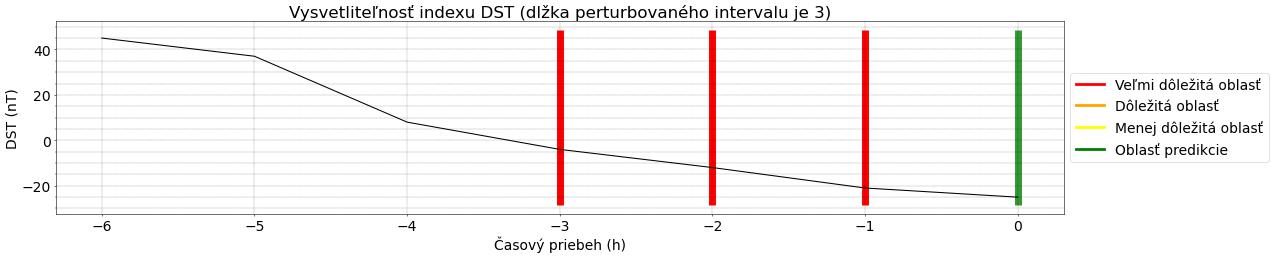 Vysvetliteľnosť indexu DST (dlžka perturbovaného intervalu je 3)
DST (nT)
40
20
0
−20
−6 −5 −4 −3 −2 −1 0
Časový priebeh (h)
Veľmi dôležitá oblasť
Dôležitá oblasť
Menej dôležitá oblasť
Oblasť predikcie